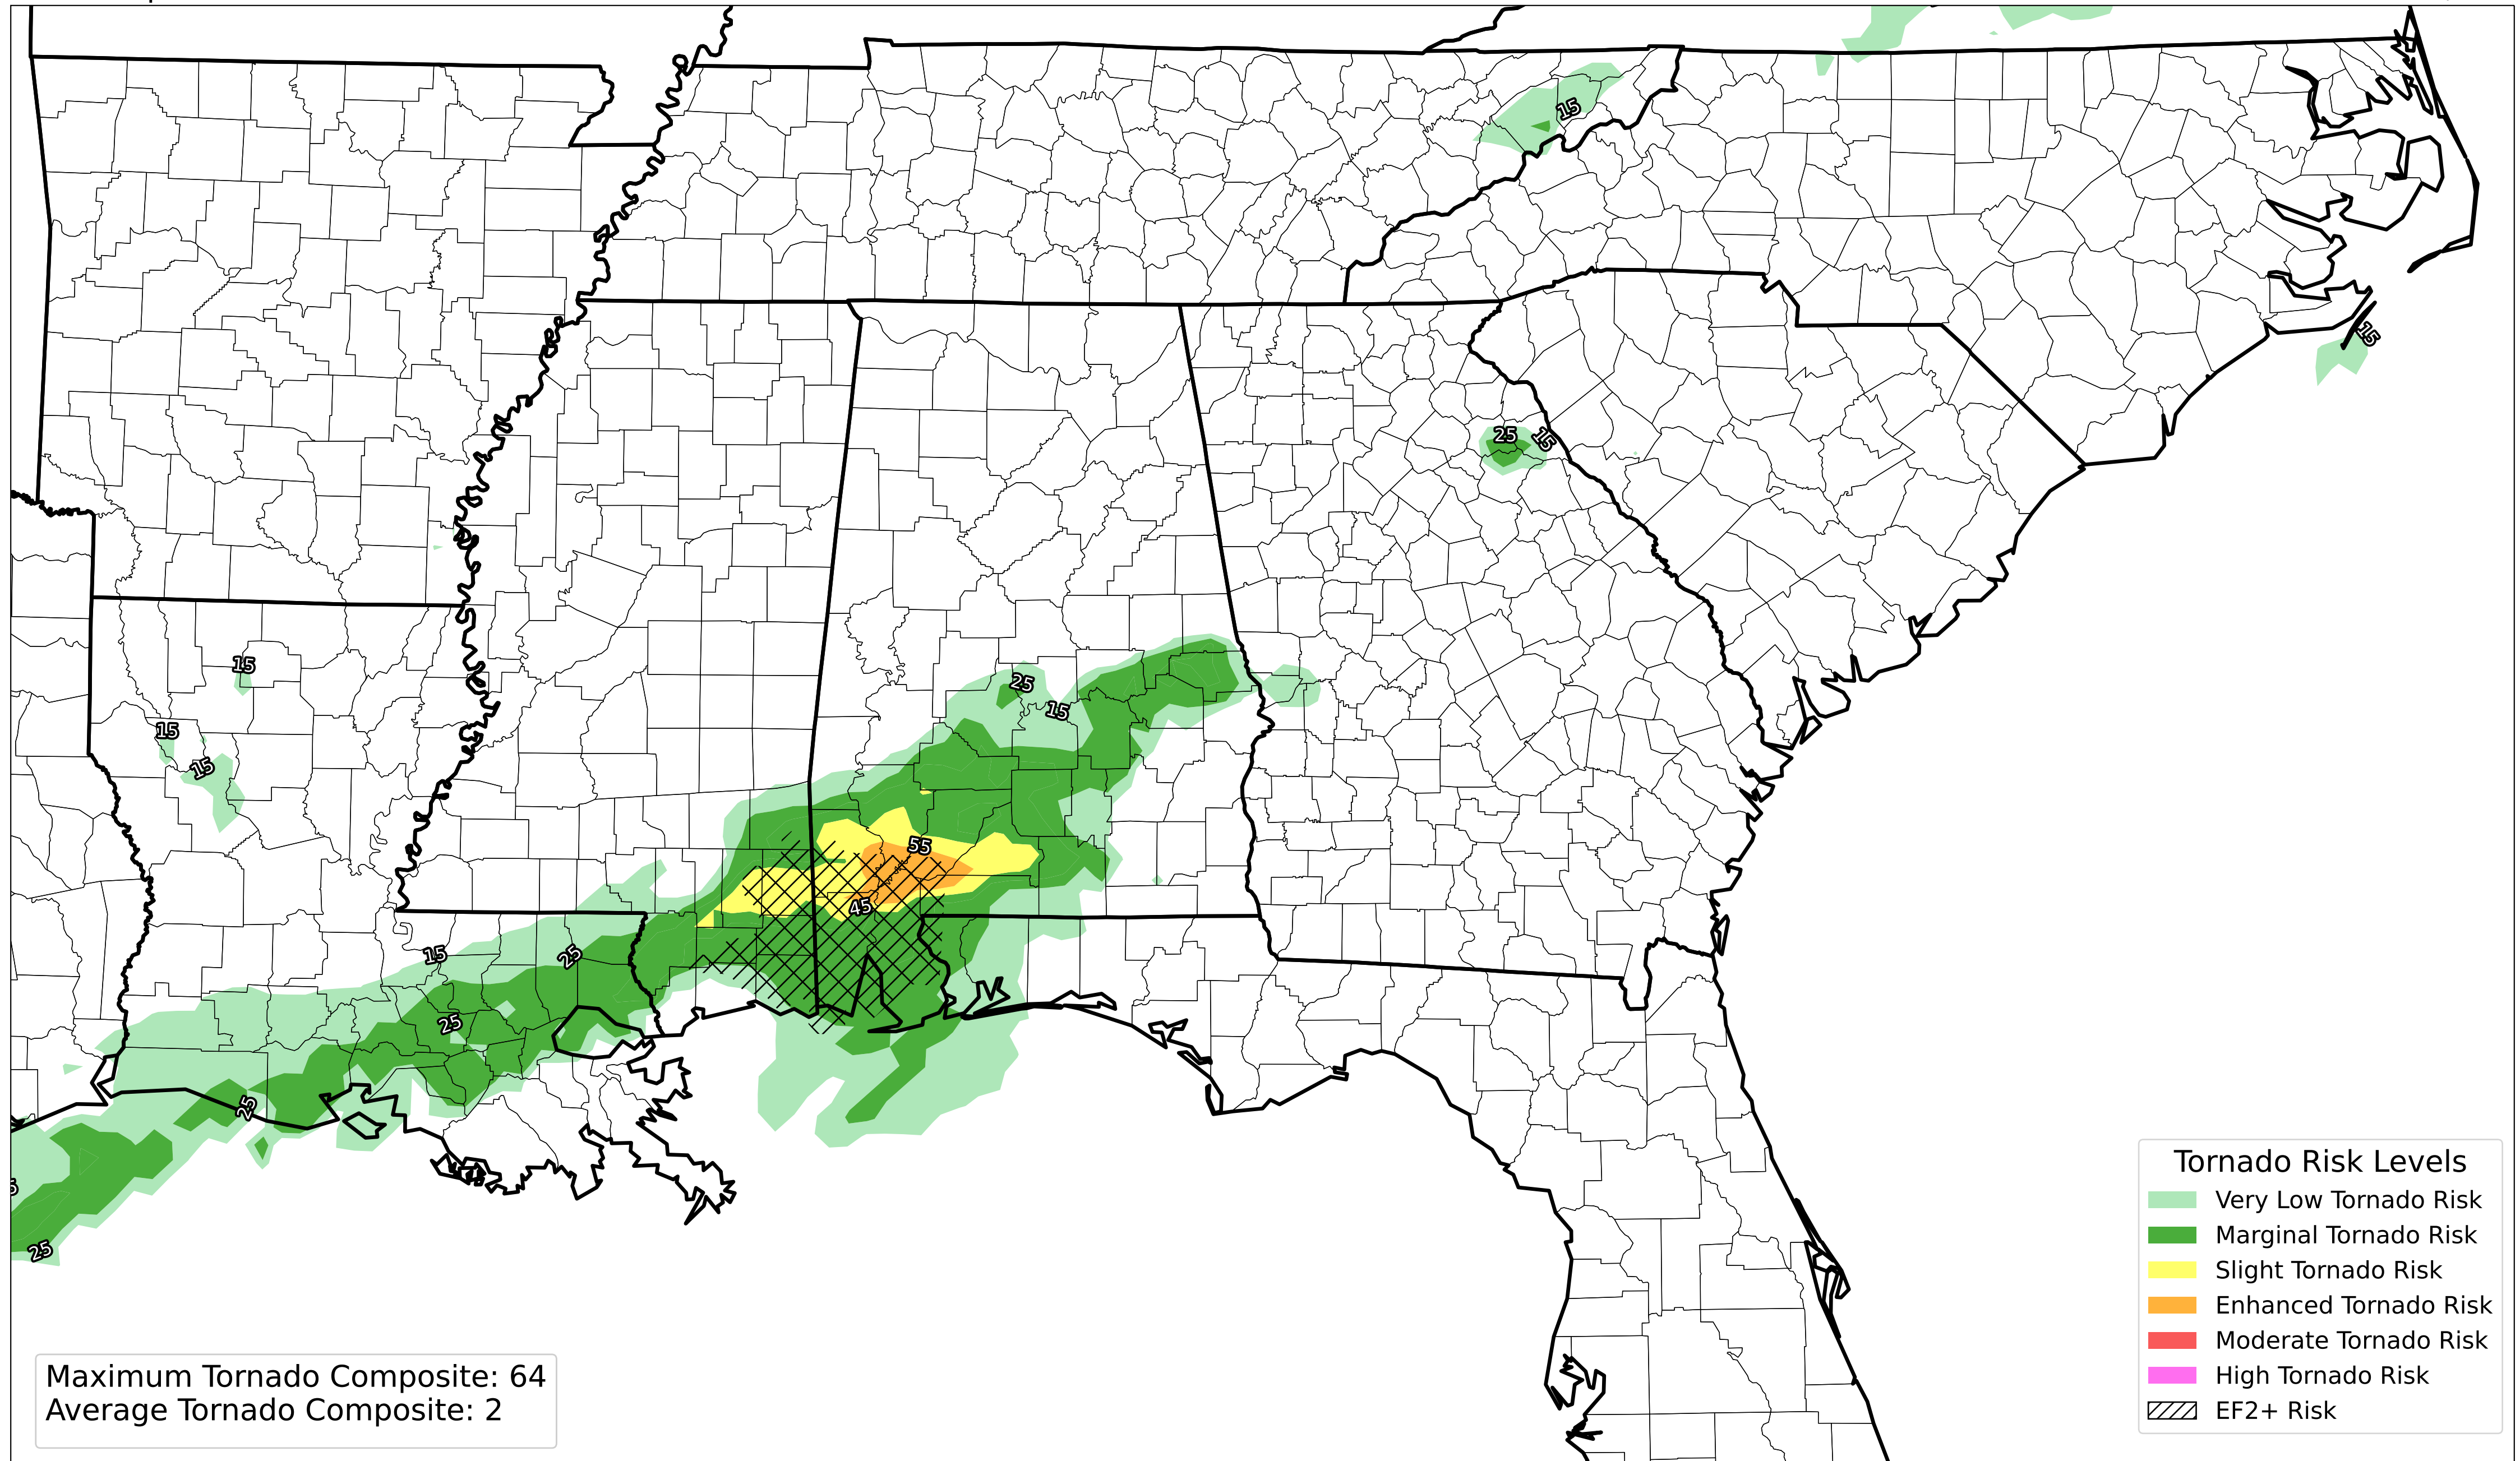 15
15
25
15
15
25
15
15
15
55
45
15
25
25
25
25
Tornado Risk Levels
Very Low Tornado Risk
Marginal Tornado Risk
Slight Tornado Risk
Enhanced Tornado Risk
Moderate Tornado Risk
High Tornado Risk
EF2+ Risk
Maximum Tornado Composite: 64
Average Tornado Composite: 2